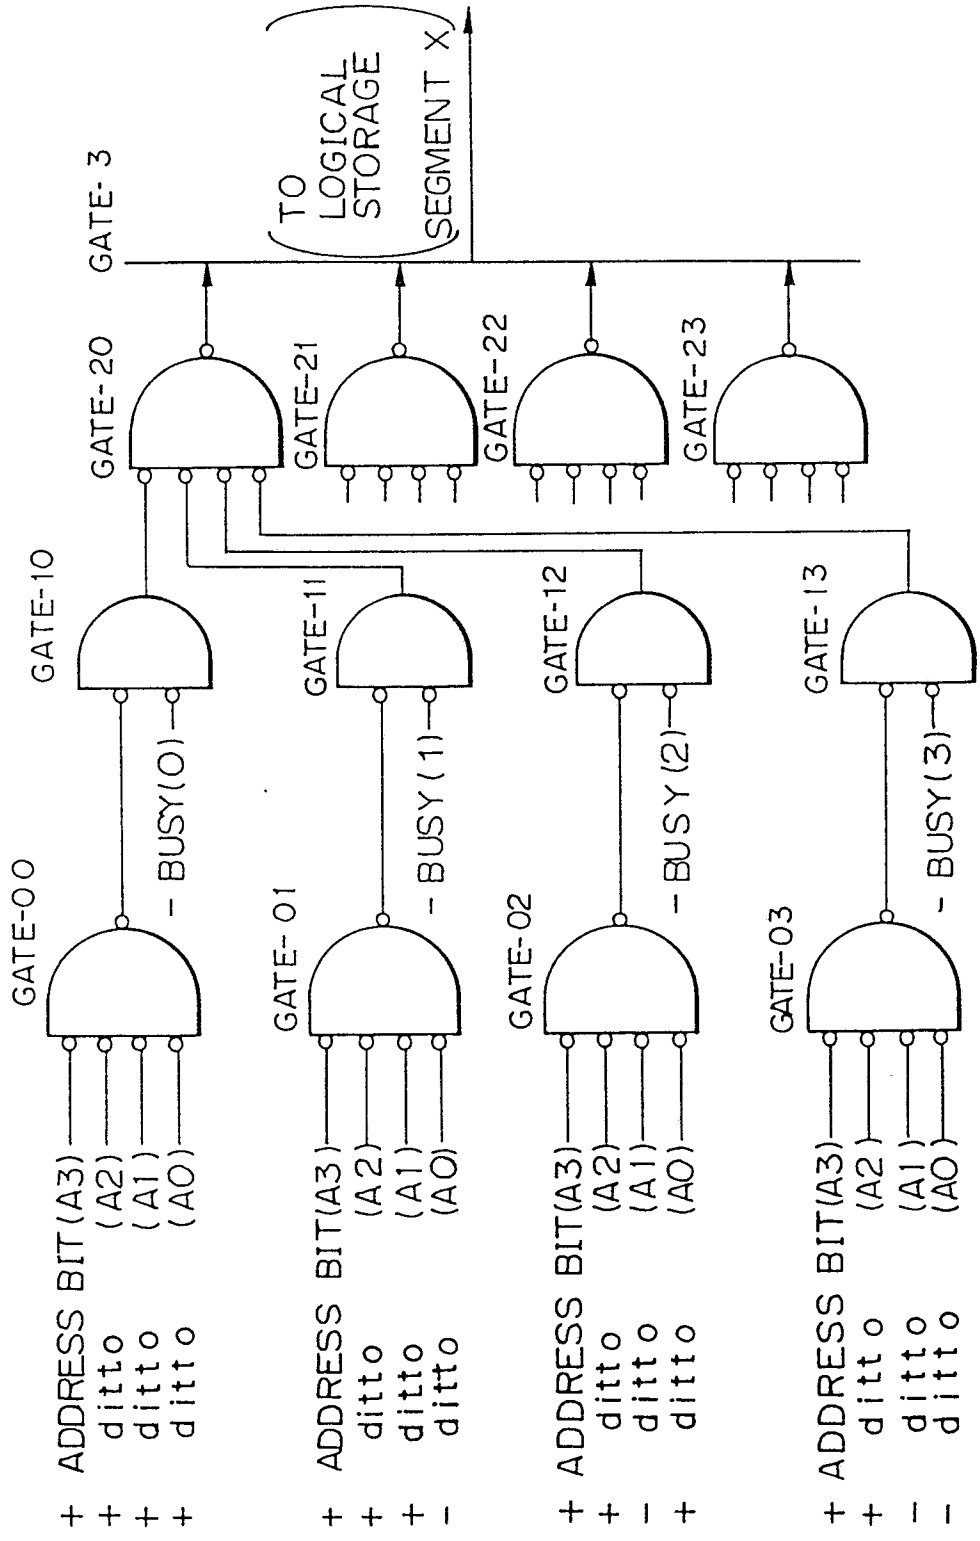 + ADDRESS BIT(A3)
+ ditto (A2)
+ ditto (A1)
+ ditto (A0)
GATE-00
- BUSY(0)
GATE-10
+ ADDRESS BIT(A3)
+ ditto (A2)
+ ditto (A1)
- ditto (A0)
GATE-01
- BUSY(1)
GATE-11
+ ADDRESS BIT(A3)
+ ditto (A2)
- ditto (A1)
+ ditto (A0)
GATE-02
- BUSY(2)
GATE-12
+ ADDRESS BIT(A3)
+ ditto (A2)
- ditto (A1)
- ditto (A0)
GATE-03
- BUSY(3)
GATE-13
GATE-20
GATE-21
GATE-22
GATE-23
GATE-3
(TO
LOGICAL
STORAGE
SEGMENT X)